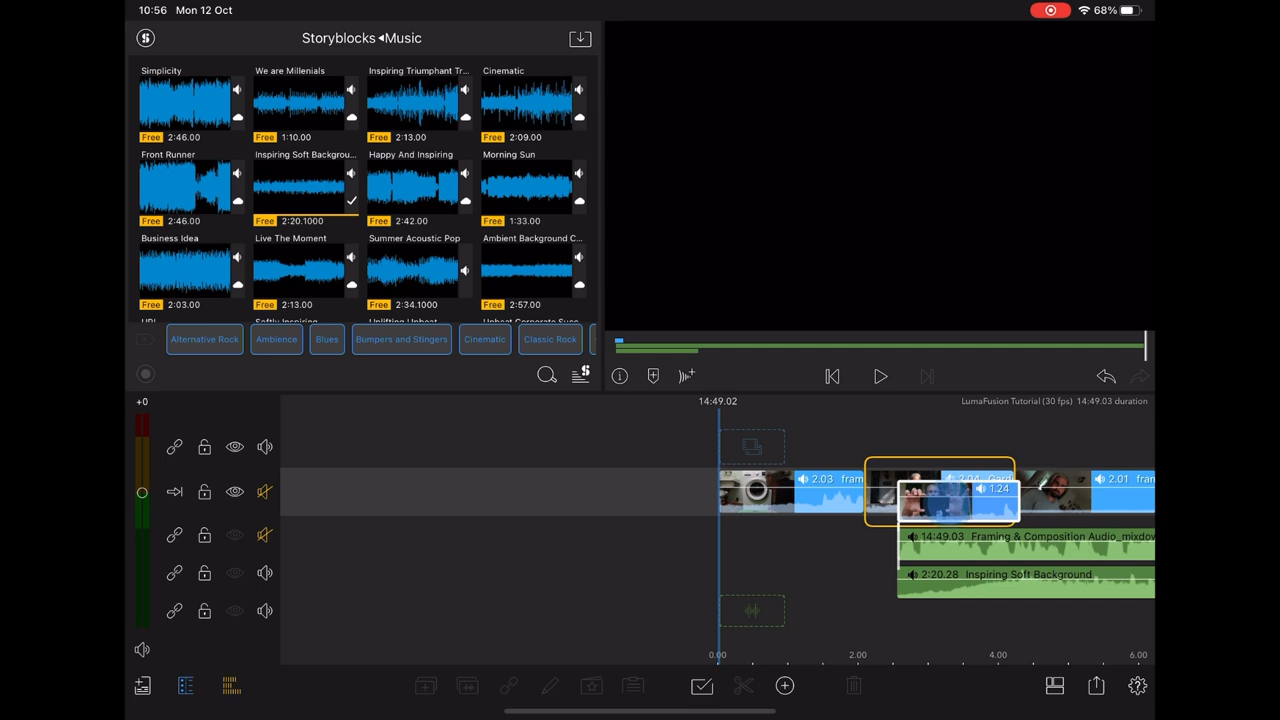 10:56 Mon 12 Oct
68%
Storyblocks Music
Simplicity
We are Millenials
Inspiring Triumphant Tr...
Cinematic
Free 2:46.00
Free 1:10.00
Free 2:13.00
Free 2:09.00
Front Runner
Inspiring Soft Backgrou...
Happy And Inspiring
Morning Sun
Free 2:46.00
Free 2:20.1000
Free 2:42.00
Free 1:33.00
Business Idea
Live The Moment
Summer Acoustic Pop
Ambient Background C...
Free 2:03.00
Free 2:13.00
Free 2:34.1000
Free 2:57.00
Alternative Rock
Ambience
Blues
Bumpers and Stingers
Cinematic
Classic Rock
+0
14:49.02
LumaFusion Tutorial (30 fps) 14:49.03 duration
2.03 fram
2.04
1.24
2.01 fram
14:49.03 Framing & Composition Audio_mixdow
2:20.28 Inspiring Soft Background
0.00
2.00
4.00
6.00